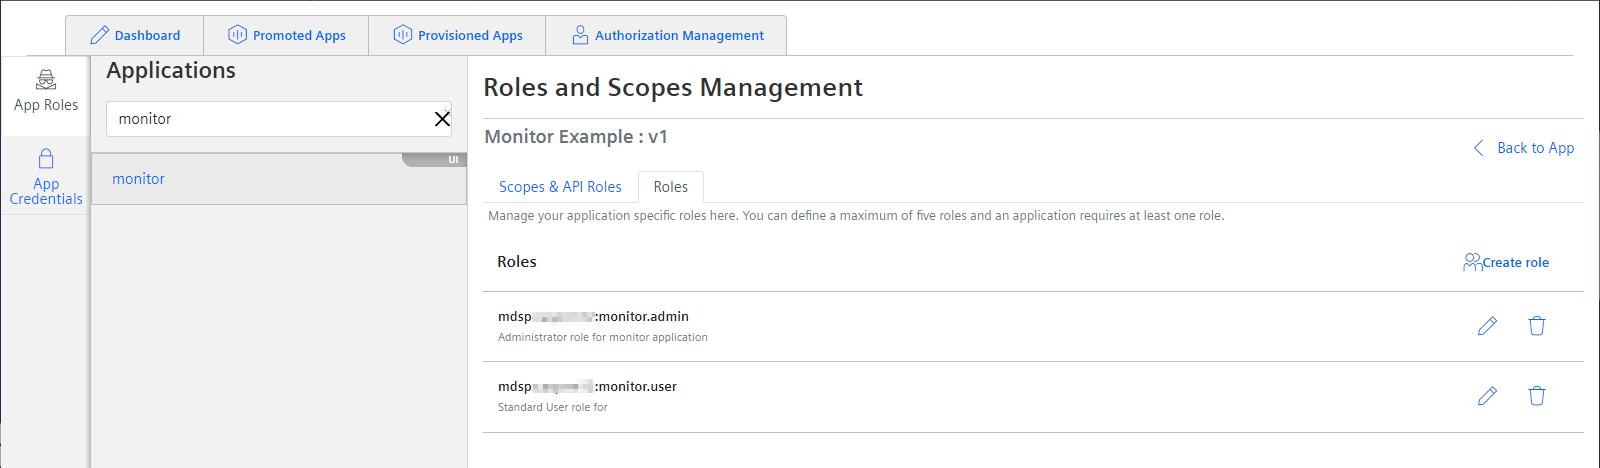 Dashboard
Promoted Apps
Provisioned Apps
Authorization Management
App Roles
App
Credentials
Applications
monitor
UI
monitor
Roles and Scopes Management
Monitor Example : v1
Back to App
Scopes & API Roles
Roles
Manage your application specific roles here. You can define a maximum of five roles and an application requires at least one role.
Roles
Create role
mdsp :monitor.admin
Administrator role for monitor application
mdsp :monitor.user
Standard User role for